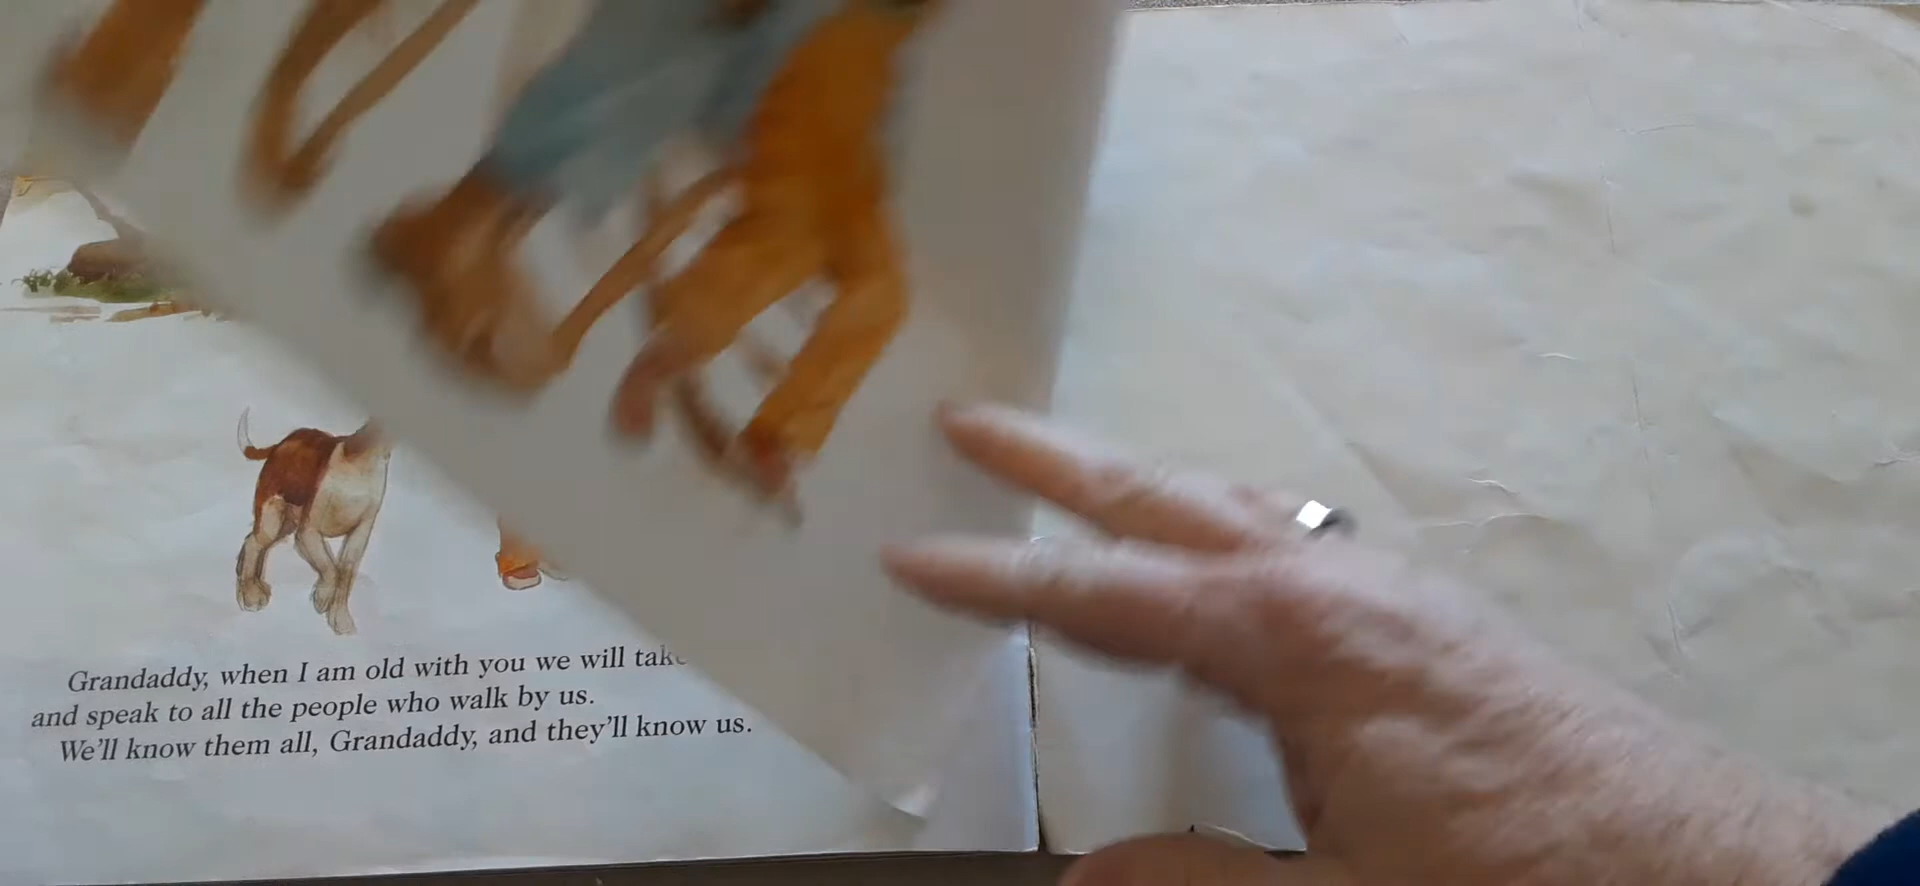 Grandaddy, when I am old with you we will take
and speak to all the people who walk by us.
We'll know them all, Grandaddy, and they'll know us.